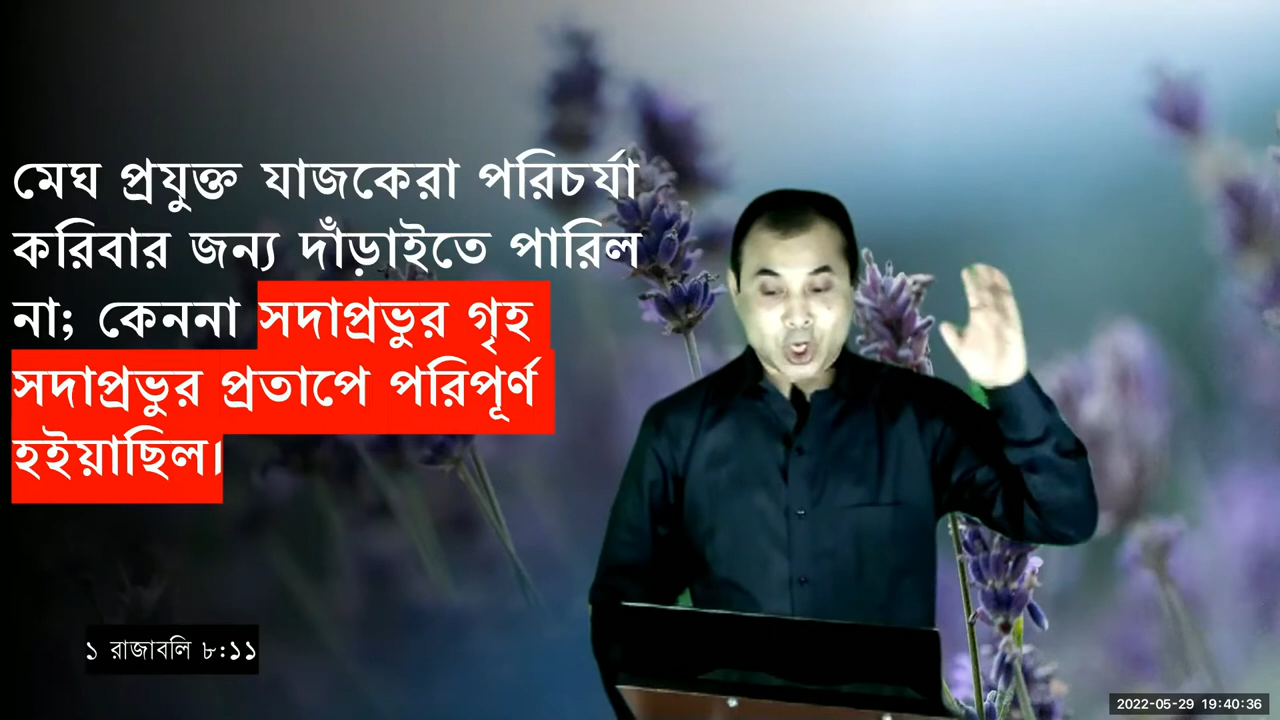 মেঘ প্রযুক্ত যাজকেরা পরিচর্যা
করিবার জন্য দাঁড়াইতে পারিল
না; কেননা সদাপ্রভুর গৃহ
সদাপ্রভুর প্রতাপে পরিপূর্ণ
হইয়াছিল।
১ রাজাবলি ৮:১১
2022-05-29 19:40:36